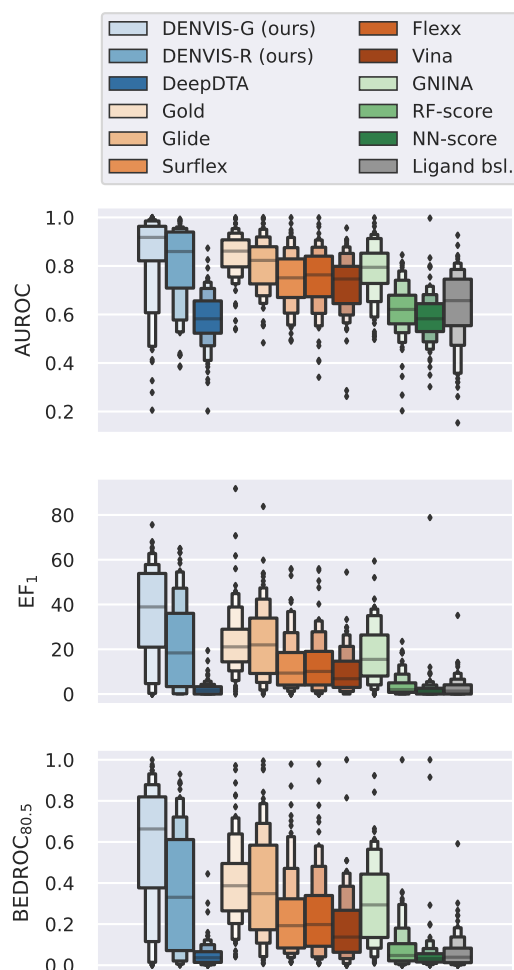 DENVIS-G (ours)
DENVIS-R (ours)
DeepDTA
Gold
Glide
Surflex
Flexx
Vina
GNINA
RF-score
NN-score
Ligand bsl.
AUROC
1.0
0.8
0.6
0.4
0.2
EF₁
80
60
40
20
0
BEDROC₈₀.₅
1.0
0.8
0.6
0.4
0.2
0.0